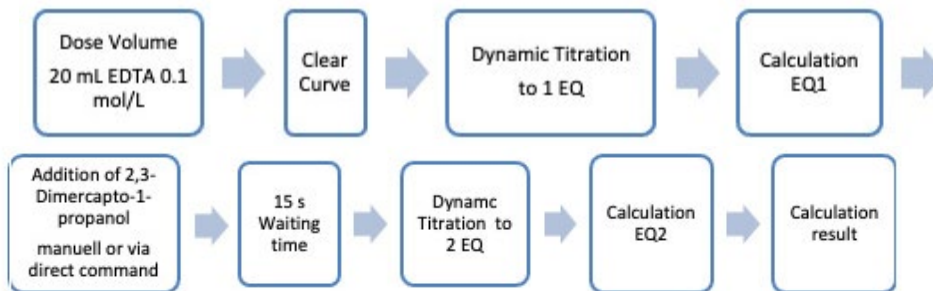 Dose Volume
20 mL EDTA 0.1
mol/L
Clear
Curve
Dynamic Titration
to 1 EQ
Calculation
EQ1
Addition of 2,3-
Dimercapto-1-
propanol
manuell or via
direct command
15 s
Waiting
time
Dynamc
Titration to
2 EQ
Calculation
EQ2
Calculation
result